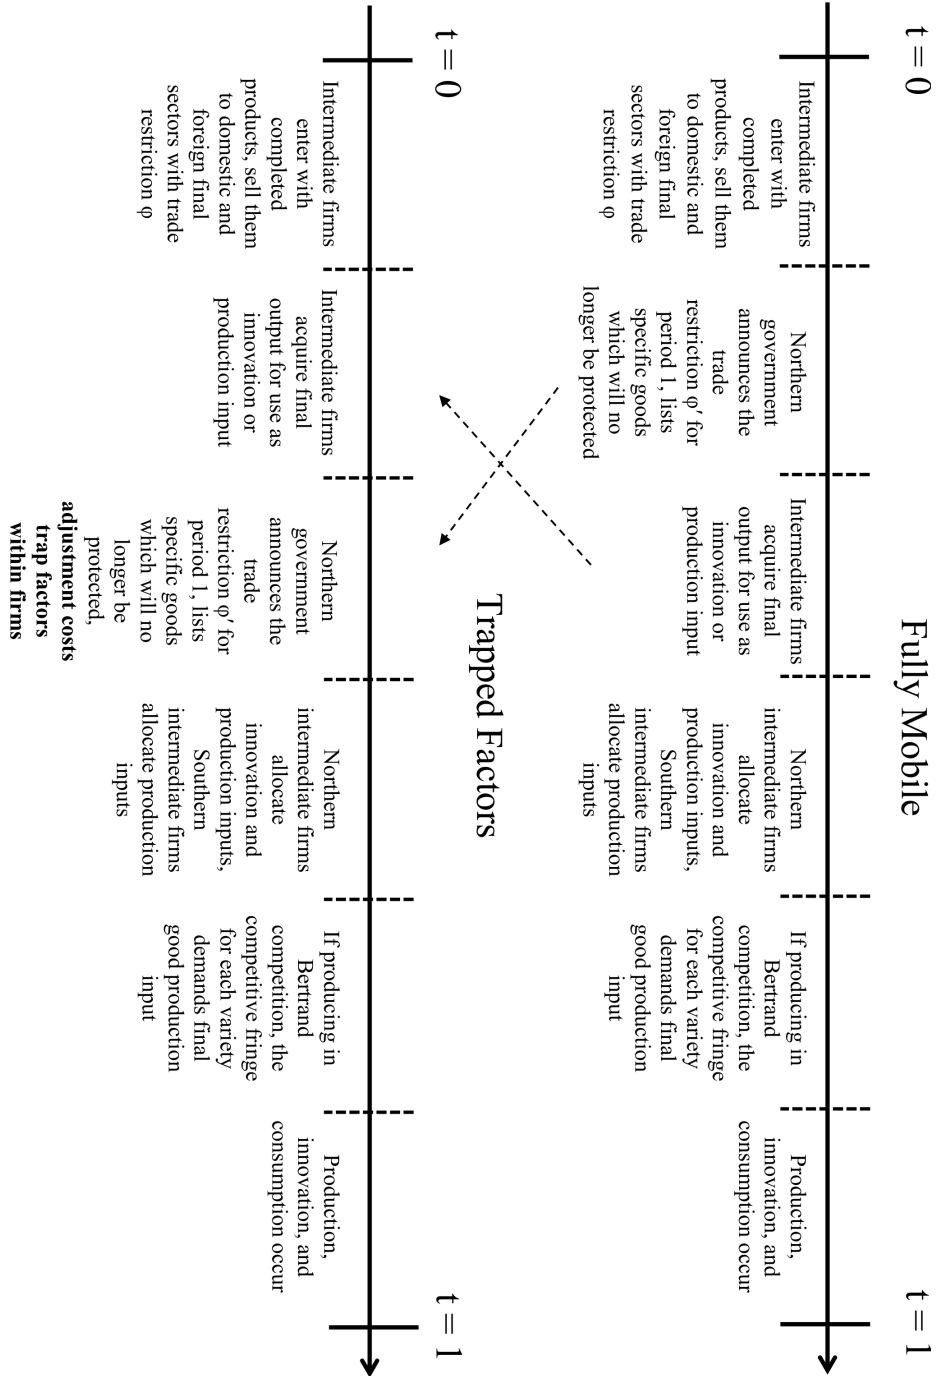 Fully Mobile
t = 0
t = 1
Intermediate firms
enter with
completed
products, sell them
to domestic and
foreign final
sectors with trade
restriction φ
Northern
government
announces the
trade
restriction φ′ for
period 1, lists
specific goods
which will no
longer be protected
Intermediate firms
acquire final
output for use as
innovation or
production input
Northern
intermediate firms
allocate
innovation and
production inputs,
Southern
intermediate firms
allocate production
inputs
If producing in
Bertrand
competition, the
competitive fringe
for each variety
demands final
good production
input
Production,
innovation, and
consumption occur
Trapped Factors
t = 0
t = 1
Intermediate firms
enter with
completed
products, sell them
to domestic and
foreign final
sectors with trade
restriction φ
Intermediate firms
acquire final
output for use as
innovation or
production input
Northern
government
announces the
trade
restriction φ′ for
period 1, lists
specific goods
which will no
longer be
protected,
adjustment costs
trap factors
within firms
Northern
intermediate firms
allocate
innovation and
production inputs,
Southern
intermediate firms
allocate production
inputs
If producing in
Bertrand
competition, the
competitive fringe
for each variety
demands final
good production
input
Production,
innovation, and
consumption occur